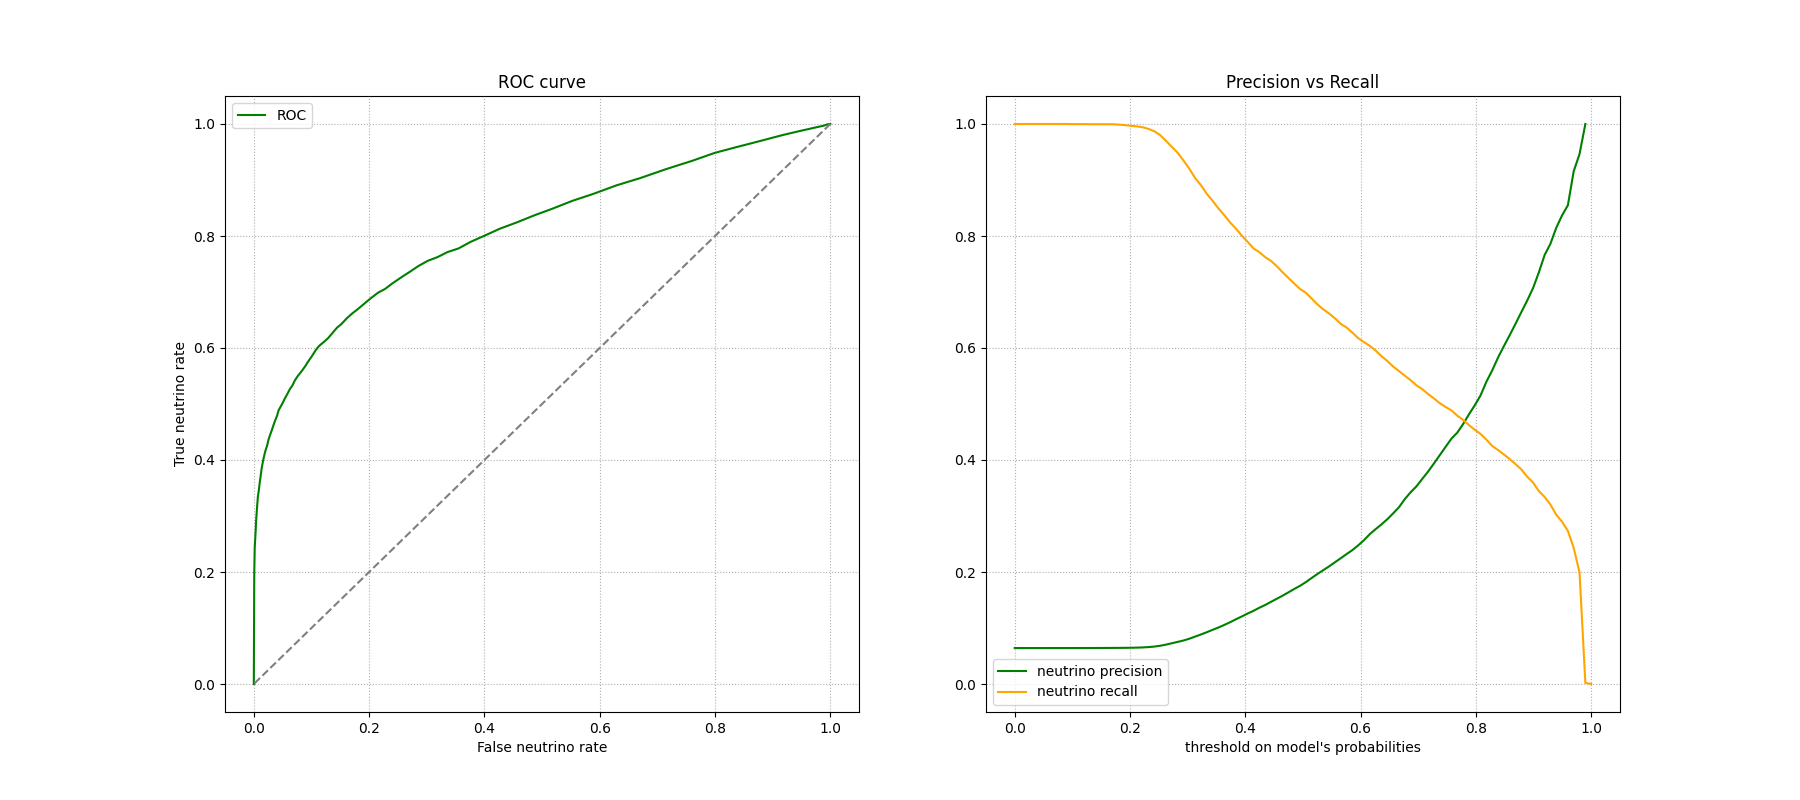 ROC curve
ROC
1.0
0.8
0.6
0.4
0.2
0.0
True neutrino rate
0.0 0.2 0.4 0.6 0.8 1.0
False neutrino rate
Precision vs Recall
1.0
0.8
0.6
0.4
0.2
0.0
neutrino precision
neutrino recall
0.0 0.2 0.4 0.6 0.8 1.0
threshold on model's probabilities